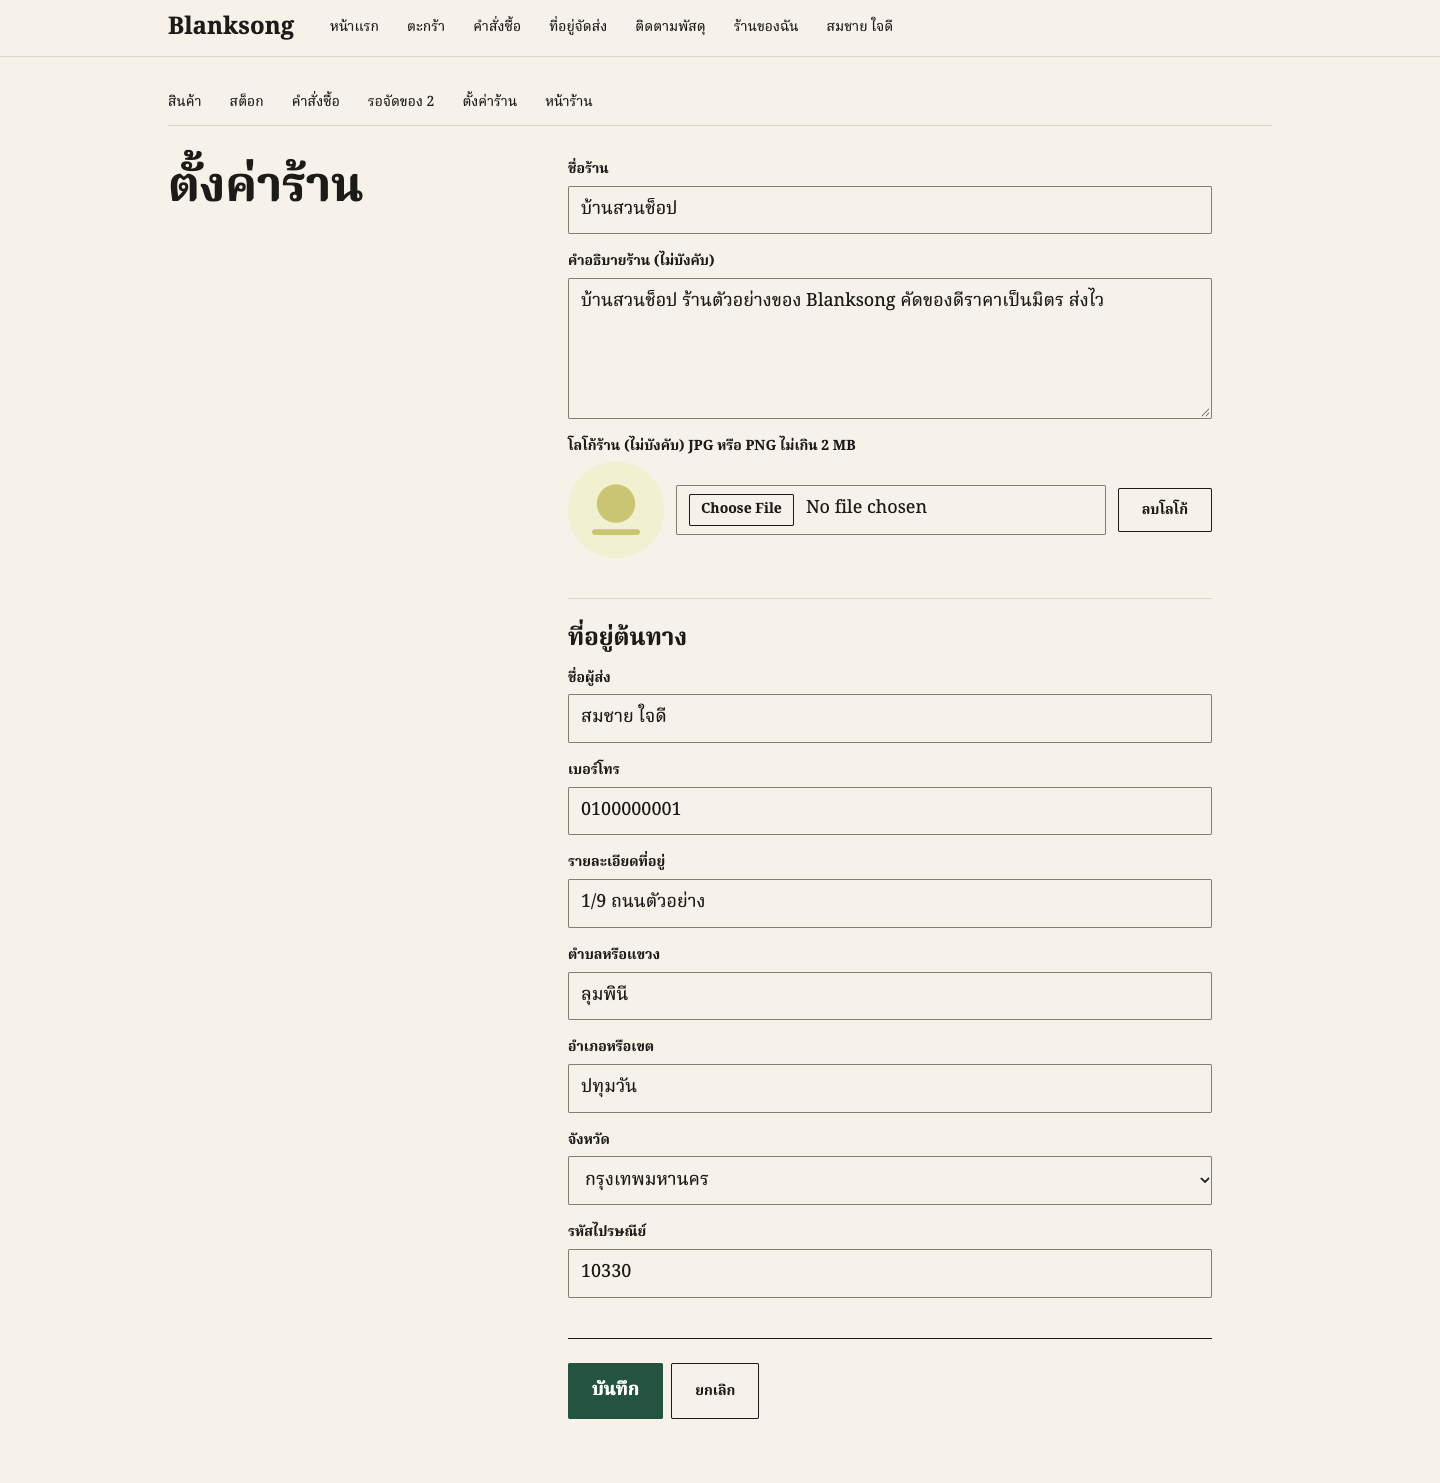 Blanksong หน้าแรก ตะกร้า คำสั่งซื้อ ที่อยู่จัดส่ง ติดตามพัสดุ ร้านของฉัน สมชาย ใจดี
สินค้า สต็อก คำสั่งซื้อ รอจัดของ 2 ตั้งค่าร้าน หน้าร้าน
ตั้งค่าร้าน
ชื่อร้าน
บ้านสวนช็อป
คำอธิบายร้าน (ไม่บังคับ)
บ้านสวนช็อป ร้านตัวอย่างของ Blanksong คัดของดีราคาเป็นมิตร ส่งไว
โลโก้ร้าน (ไม่บังคับ) JPG หรือ PNG ไม่เกิน 2 MB
Choose File No file chosen ลบโลโก้
ที่อยู่ต้นทาง
ชื่อผู้ส่ง
สมชาย ใจดี
เบอร์โทร
0100000001
รายละเอียดที่อยู่
1/9 ถนนตัวอย่าง
ตำบลหรือแขวง
ลุมพินี
อำเภอหรือเขต
ปทุมวัน
จังหวัด
กรุงเทพมหานคร
รหัสไปรษณีย์
10330
บันทึก ยกเลิก